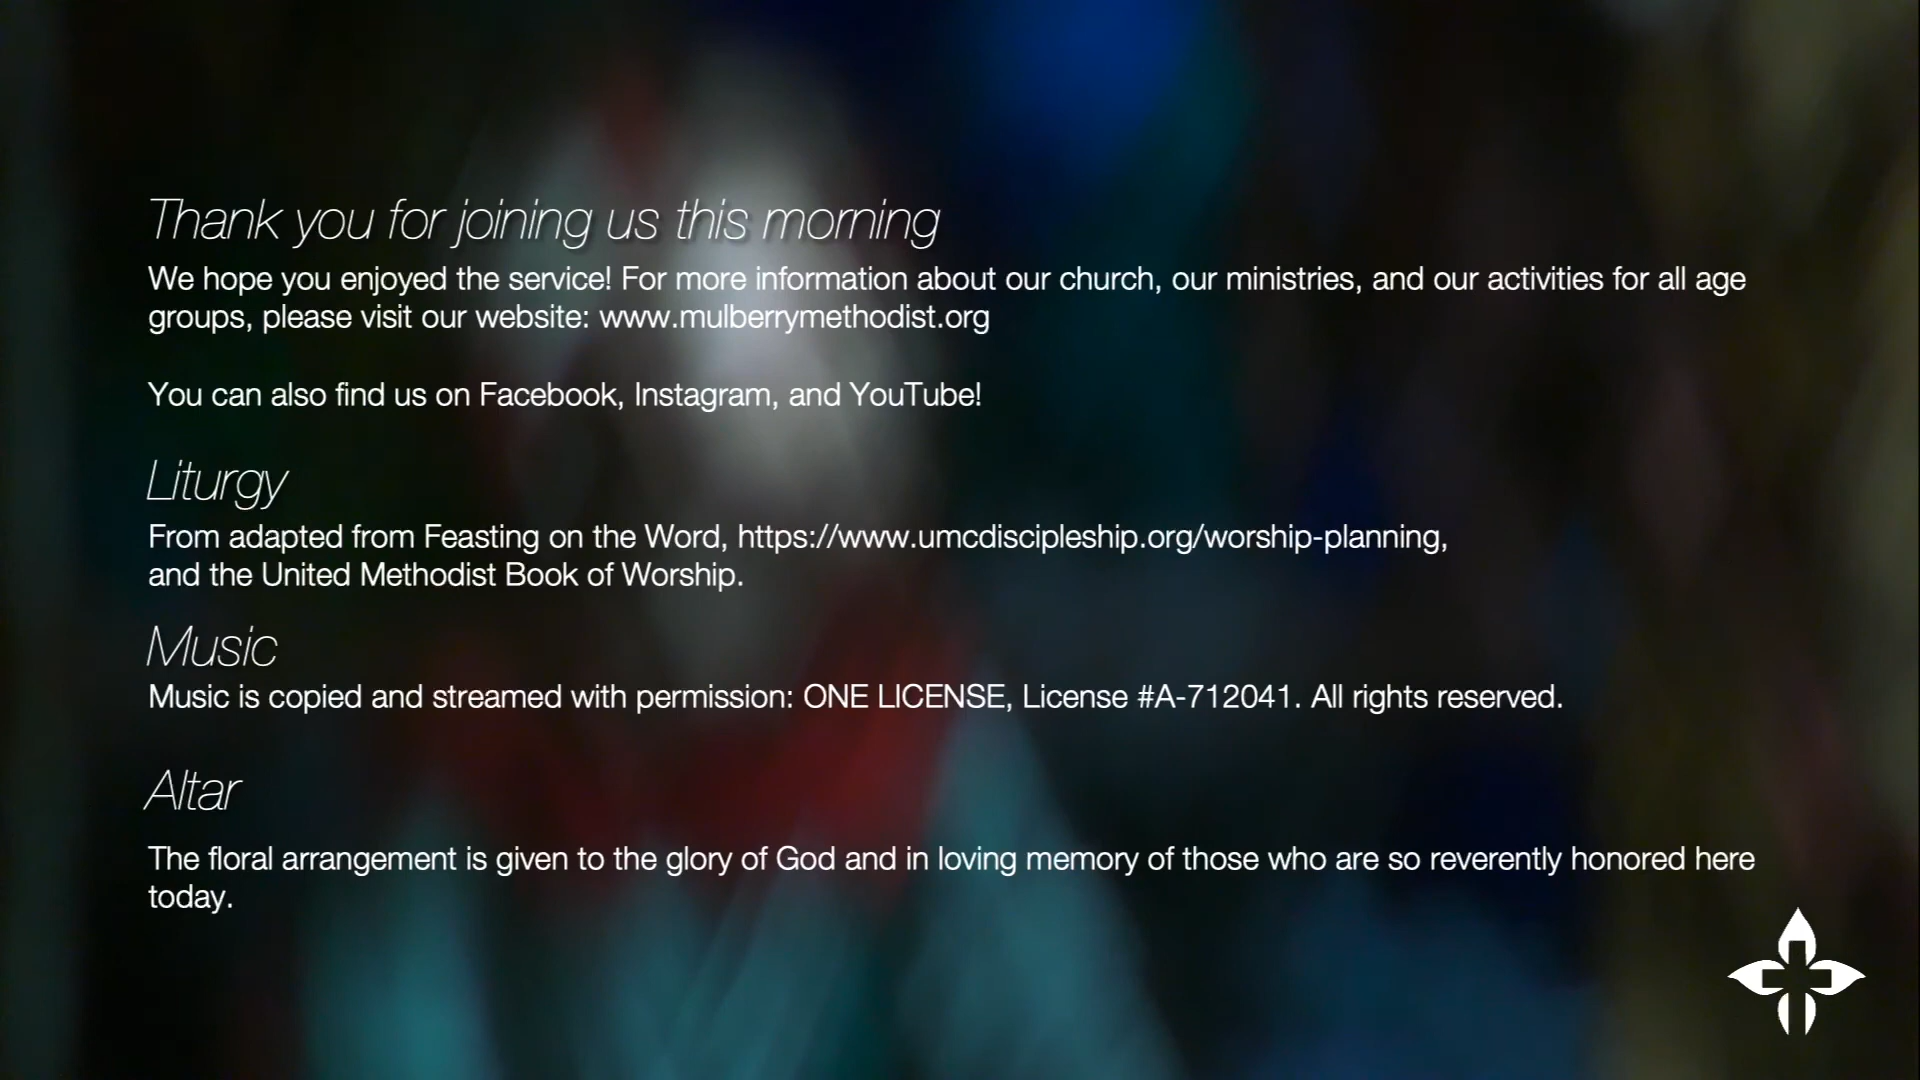 Thank you for joining us this morning
We hope you enjoyed the service! For more information about our church, our ministries, and our activities for all age
groups, please visit our website: www.mulberrymethodist.org
You can also find us on Facebook, Instagram, and YouTube!
Liturgy
From adapted from Feasting on the Word, https://www.umcdiscipleship.org/worship-planning,
and the United Methodist Book of Worship.
Music
Music is copied and streamed with permission: ONE LICENSE, License #A-712041. All rights reserved.
Altar
The floral arrangement is given to the glory of God and in loving memory of those who are so reverently honored here
today.